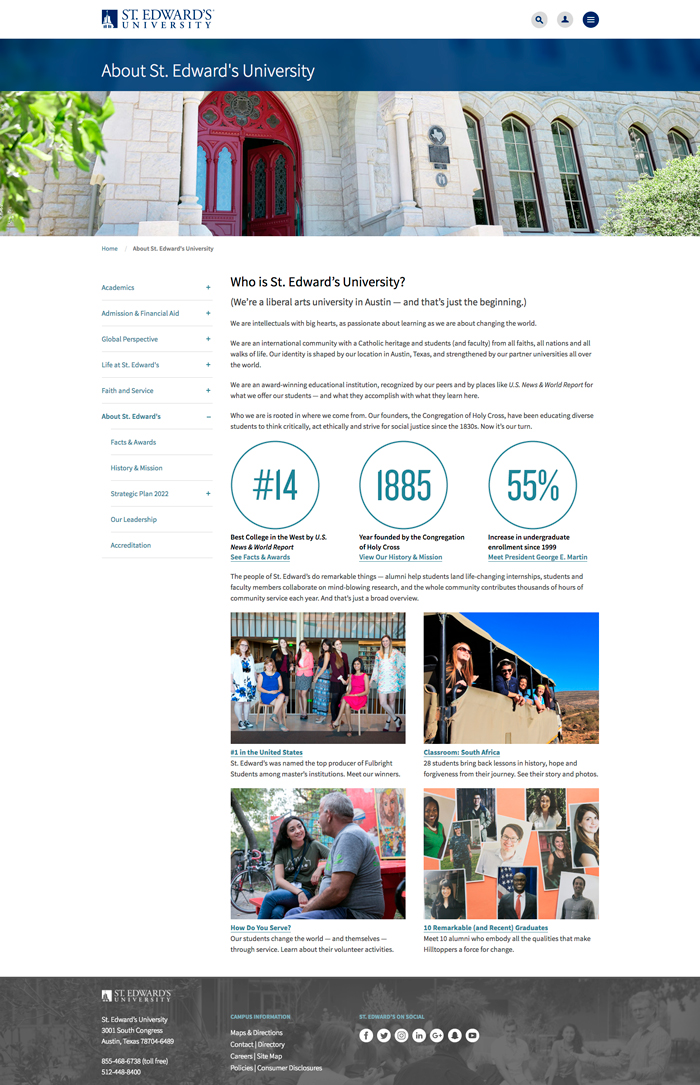 ST. EDWARD'S
UNIVERSITY
About St. Edward's University
Home / About St. Edward's University
Academics +
Admission & Financial Aid +
Global Perspective +
Life at St. Edward's +
Faith and Service +
About St. Edward's –
Facts & Awards
History & Mission
Strategic Plan 2022 +
Our Leadership
Accreditation
Who is St. Edward's University?
(We're a liberal arts university in Austin — and that's just the beginning.)
We are intellectuals with big hearts, as passionate about learning as we are about changing the world.
We are an international community with a Catholic heritage and students (and faculty) from all faiths, all nations and all
walks of life. Our identity is shaped by our location in Austin, Texas, and strengthened by our partner universities all over
the world.
We are an award-winning educational institution, recognized by our peers and by places like U.S. News & World Report for
what we offer our students — and what they accomplish with what they learn here.
Who we are is rooted in where we come from. Our founders, the Congregation of Holy Cross, have been educating diverse
students to think critically, act ethically and strive for social justice since the 1830s. Now it's our turn.
#14
Best College in the West by U.S.
News & World Report
See Facts & Awards
1885
Year founded by the Congregation
of Holy Cross
View Our History & Mission
55%
Increase in undergraduate
enrollment since 1999
Meet President George E. Martin
The people of St. Edward's do remarkable things — alumni help students land life-changing internships, students and
faculty members collaborate on mind-blowing research, and the whole community contributes thousands of hours of
community service each year. And that's just a broad overview.
#1 in the United States
St. Edward's was named the top producer of Fulbright
Students among master's institutions. Meet our winners.
Classroom: South Africa
28 students bring back lessons in history, hope and
forgiveness from their journey. See their story and photos.
How Do You Serve?
Our students change the world — and themselves —
through service. Learn about their volunteer activities.
10 Remarkable (and Recent) Graduates
Meet 10 alumni who embody all the qualities that make
Hilltoppers a force for change.
ST. EDWARD'S
UNIVERSITY
St. Edward's University
3001 South Congress
Austin, Texas 78704-6489
855-468-6738 (toll free)
512-448-8400
CAMPUS INFORMATION
Maps & Directions
Contact | Directory
Careers | Site Map
Policies | Consumer Disclosures
ST. EDWARD'S ON SOCIAL